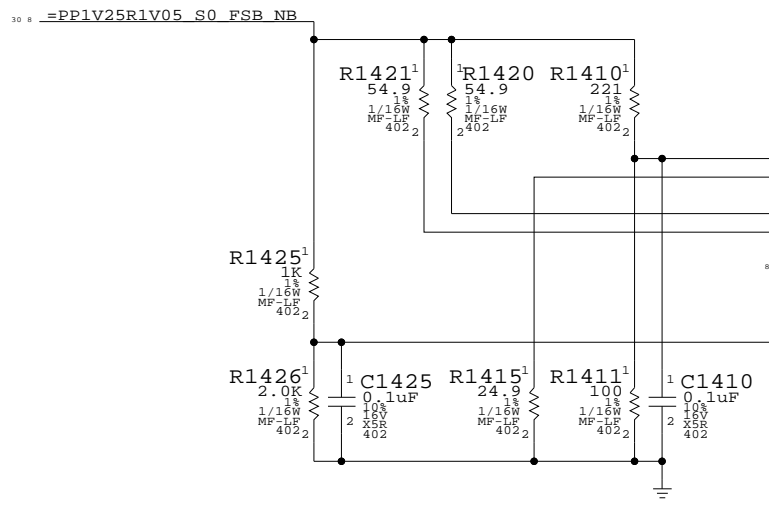 30 8 =PP1V25R1V05_S0_FSB_NB
R1421 1
54.9
1%
1/16W
MF-LF
402 2
1 R1420
54.9
1%
1/16W
MF-LF
2 402
R1410 1
221
1%
1/16W
MF-LF
402 2
8
R1425 1
1K
1%
1/16W
MF-LF
402 2
R1426 1
2.0K
1%
1/16W
MF-LF
402 2
1 C1425
0.1uF
10%
2 16V
X5R
402
R1415 1
24.9
1%
1/16W
MF-LF
402 2
R1411 1
100
1%
1/16W
MF-LF
402 2
1 C1410
0.1uF
10%
2 16V
X5R
402